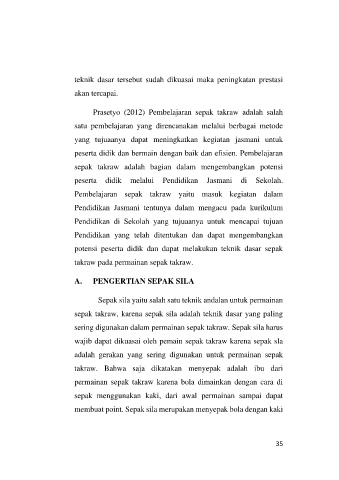 teknik dasar tersebut sudah dikuasai maka peningkatan prestasi
akan tercapai.
Prasetyo (2012) Pembelajaran sepak takraw adalah salah
satu pembelajaran yang direncanakan melalui berbagai metode
yang tujuaanya dapat meningkatkan kegiatan jasmani untuk
peserta didik dan bermain dengan baik dan efisien. Pembelajaran
sepak takraw adalah bagian dalam mengembangkan potensi
peserta didik melalui Pendidikan Jasmani di Sekolah.
Pembelajaran sepak takraw yaitu masuk kegiatan dalam
Pendidikan Jasmani tentunya dalam mengacu pada kurikulum
Pendidikan di Sekolah yang tujuaanya untuk mencapai tujuan
Pendidikan yang telah ditentukan dan dapat mengembangkan
potensi peserta didik dan dapat melakukan teknik dasar sepak
takraw pada permainan sepak takraw.
A. PENGERTIAN SEPAK SILA
Sepak sila yaitu salah satu teknik andalan untuk permainan
sepak takraw, karena sepak sila adalah teknik dasar yang paling
sering digunakan dalam permainan sepak takraw. Sepak sila harus
wajib dapat dikuasai oleh pemain sepak takraw karena sepak sla
adalah gerakan yang sering digunakan untuk permainan sepak
takraw. Bahwa saja dikatakan menyepak adalah ibu dari
permainan sepak takraw karena bola dimainkan dengan cara di
sepak menggunakan kaki, dari awal permainan sampai dapat
membuat point. Sepak sila merupakan menyepak bola dengan kaki
35